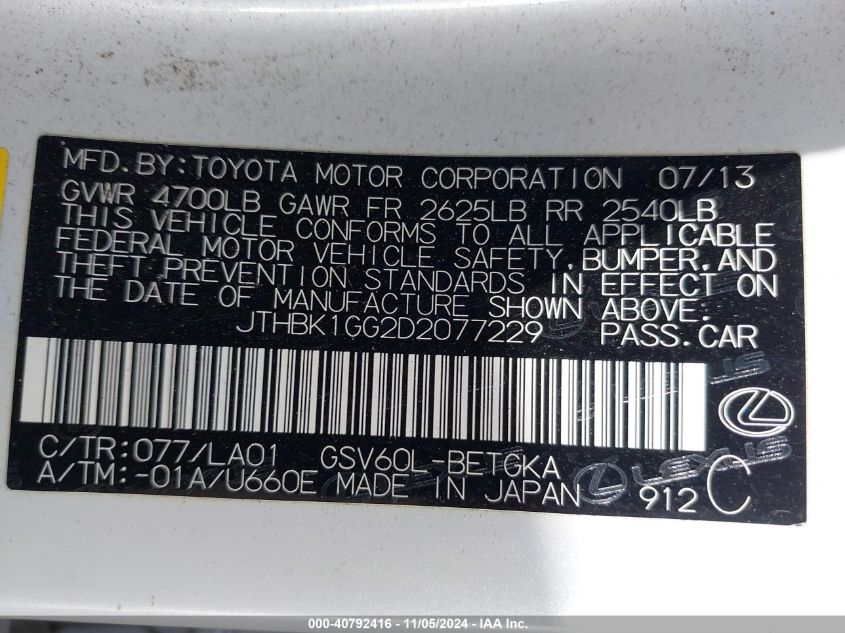 MFD.BY:TOYOTA MOTOR CORPORATION 07/13
GVWR 4700LB GAWR FR 2625LB RR 2540LB
THIS VEHICLE CONFORMS TO ALL APPLICABLE
FEDERAL MOTOR VEHICLE SAFETY,BUMPER,AND
THEFT PREVENTION STANDARDS IN EFFECT ON
THE DATE OF MANUFACTURE SHOWN ABOVE.
JTHBK1GG2D2077229 PASS.CAR
C/TR:077/LA01 GSV60L-BETGKA
A/TM:-01A/U660E MADE IN JAPAN 912 C
LEXUS
000-40792416 - 11/05/2024 - IAA Inc.